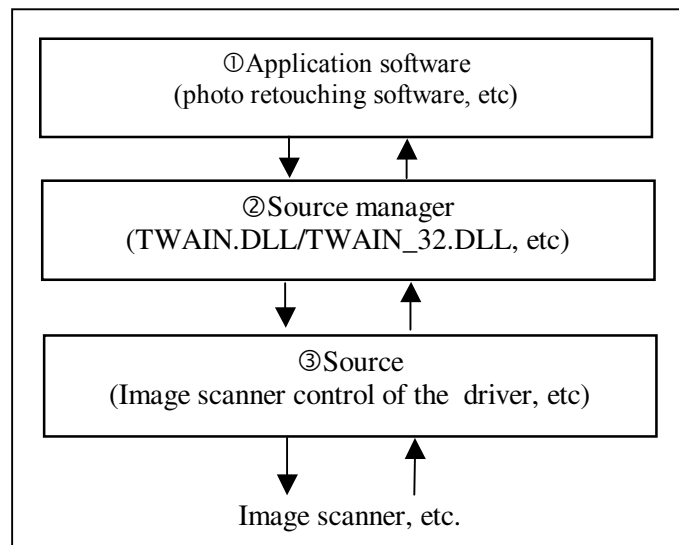 ①Application software
(photo retouching software, etc)
②Source manager
(TWAIN.DLL/TWAIN_32.DLL, etc)
③Source
(Image scanner control of the driver, etc)
Image scanner, etc.